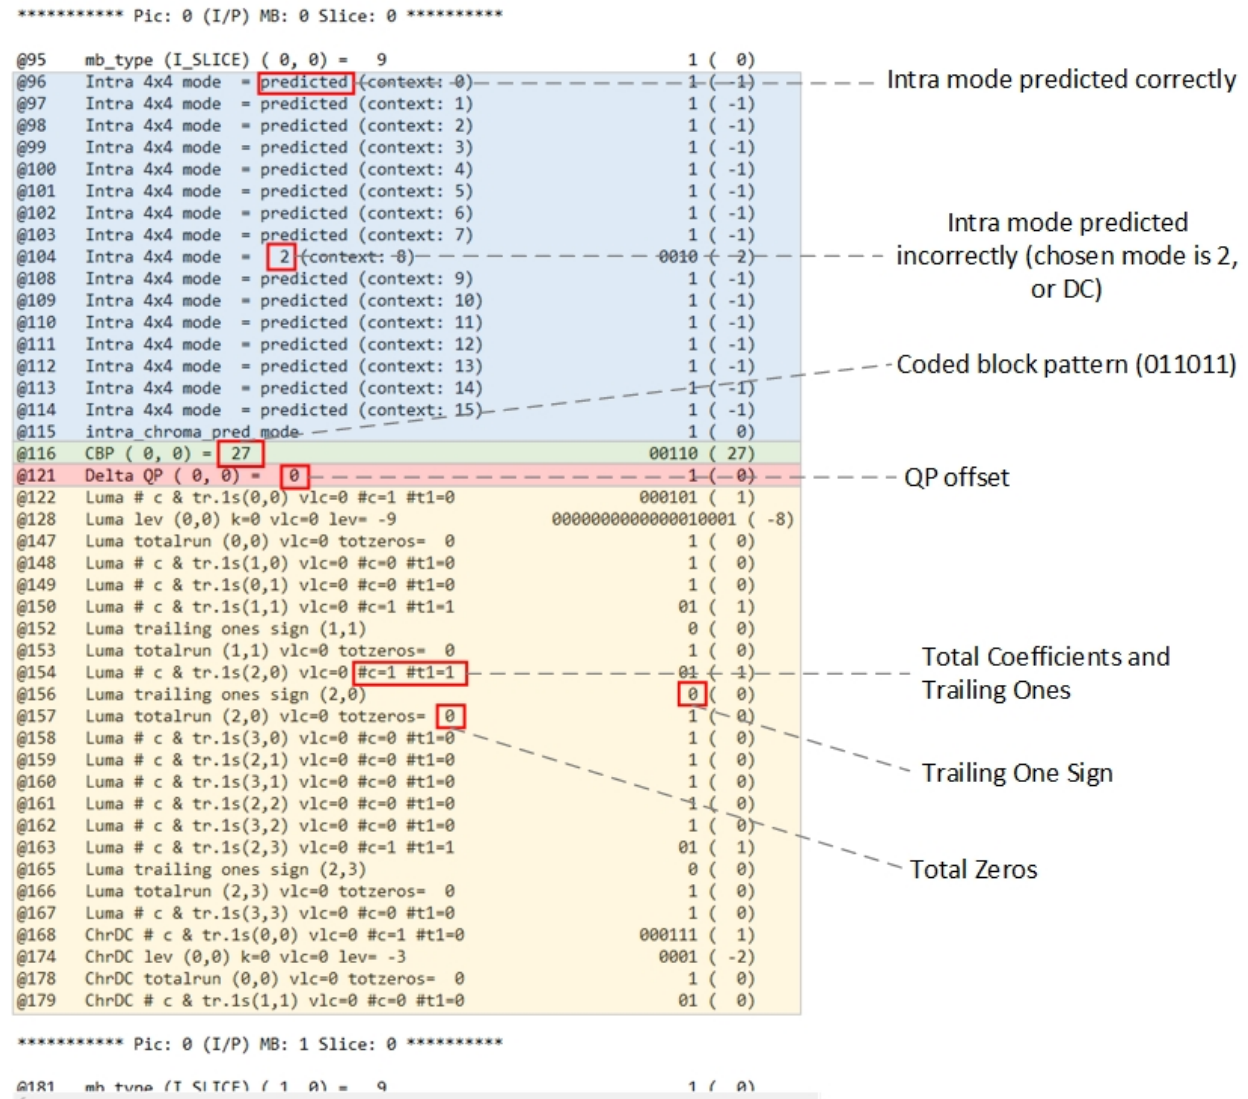 *********** Pic: 0 (I/P) MB: 0 Slice: 0 **********
@95 mb_type (I_SLICE) ( 0, 0) = 9 1 ( 0)
@96 Intra 4x4 mode = predicted (context: 0) 1 ( -1) Intra mode predicted correctly
@97 Intra 4x4 mode = predicted (context: 1) 1 ( -1)
@98 Intra 4x4 mode = predicted (context: 2) 1 ( -1)
@99 Intra 4x4 mode = predicted (context: 3) 1 ( -1)
@100 Intra 4x4 mode = predicted (context: 4) 1 ( -1)
@101 Intra 4x4 mode = predicted (context: 5) 1 ( -1)
@102 Intra 4x4 mode = predicted (context: 6) 1 ( -1)
@103 Intra 4x4 mode = predicted (context: 7) 1 ( -1)
@104 Intra 4x4 mode = 2 (context: 8) 0010 ( 2)
Intra mode predicted
incorrectly (chosen mode is 2,
or DC)
@108 Intra 4x4 mode = predicted (context: 9) 1 ( -1)
@109 Intra 4x4 mode = predicted (context: 10) 1 ( -1)
@110 Intra 4x4 mode = predicted (context: 11) 1 ( -1)
@111 Intra 4x4 mode = predicted (context: 12) 1 ( -1)
@112 Intra 4x4 mode = predicted (context: 13) 1 ( -1)
@113 Intra 4x4 mode = predicted (context: 14) 1 ( -1)
@114 Intra 4x4 mode = predicted (context: 15) 1 ( -1)
@115 intra_chroma_pred_mode 1 ( 0)
Coded block pattern (011011)
@116 CBP ( 0, 0) = 27 00110 ( 27)
@121 Delta QP ( 0, 0) = 0 1 ( 0) QP offset
@122 Luma # c & tr.1s(0,0) vlc=0 #c=1 #t1=0 000101 ( 1)
@128 Luma lev (0,0) k=0 vlc=0 lev= -9 0000000000000010001 ( -8)
@147 Luma totalrun (0,0) vlc=0 totzeros= 0 1 ( 0)
@148 Luma # c & tr.1s(1,0) vlc=0 #c=0 #t1=0 1 ( 0)
@149 Luma # c & tr.1s(0,1) vlc=0 #c=0 #t1=0 1 ( 0)
@150 Luma # c & tr.1s(1,1) vlc=0 #c=1 #t1=1 01 ( 1)
@152 Luma trailing ones sign (1,1) 0 ( 0)
@153 Luma totalrun (1,1) vlc=0 totzeros= 0 1 ( 0)
@154 Luma # c & tr.1s(2,0) vlc=0 #c=1 #t1=1 01 ( 1)
Total Coefficients and
Trailing Ones
@156 Luma trailing ones sign (2,0) 0 ( 0)
@157 Luma totalrun (2,0) vlc=0 totzeros= 0 1 ( 0)
@158 Luma # c & tr.1s(3,0) vlc=0 #c=0 #t1=0 1 ( 0)
@159 Luma # c & tr.1s(2,1) vlc=0 #c=0 #t1=0 1 ( 0)
Trailing One Sign
@160 Luma # c & tr.1s(3,1) vlc=0 #c=0 #t1=0 1 ( 0)
@161 Luma # c & tr.1s(2,2) vlc=0 #c=0 #t1=0 1 ( 0)
@162 Luma # c & tr.1s(3,2) vlc=0 #c=0 #t1=0 1 ( 0)
@163 Luma # c & tr.1s(2,3) vlc=0 #c=1 #t1=1 01 ( 1)
@165 Luma trailing ones sign (2,3) 0 ( 0)
Total Zeros
@166 Luma totalrun (2,3) vlc=0 totzeros= 0 1 ( 0)
@167 Luma # c & tr.1s(3,3) vlc=0 #c=0 #t1=0 1 ( 0)
@168 ChrDC # c & tr.1s(0,0) vlc=0 #c=1 #t1=0 000111 ( 1)
@174 ChrDC lev (0,0) k=0 vlc=0 lev= -3 0001 ( -2)
@178 ChrDC totalrun (0,0) vlc=0 totzeros= 0 1 ( 0)
@179 ChrDC # c & tr.1s(1,1) vlc=0 #c=0 #t1=0 01 ( 0)
*********** Pic: 0 (I/P) MB: 1 Slice: 0 **********
@181 mb_type (I_SLICE) ( 1, 0) = 9 1 ( 0)